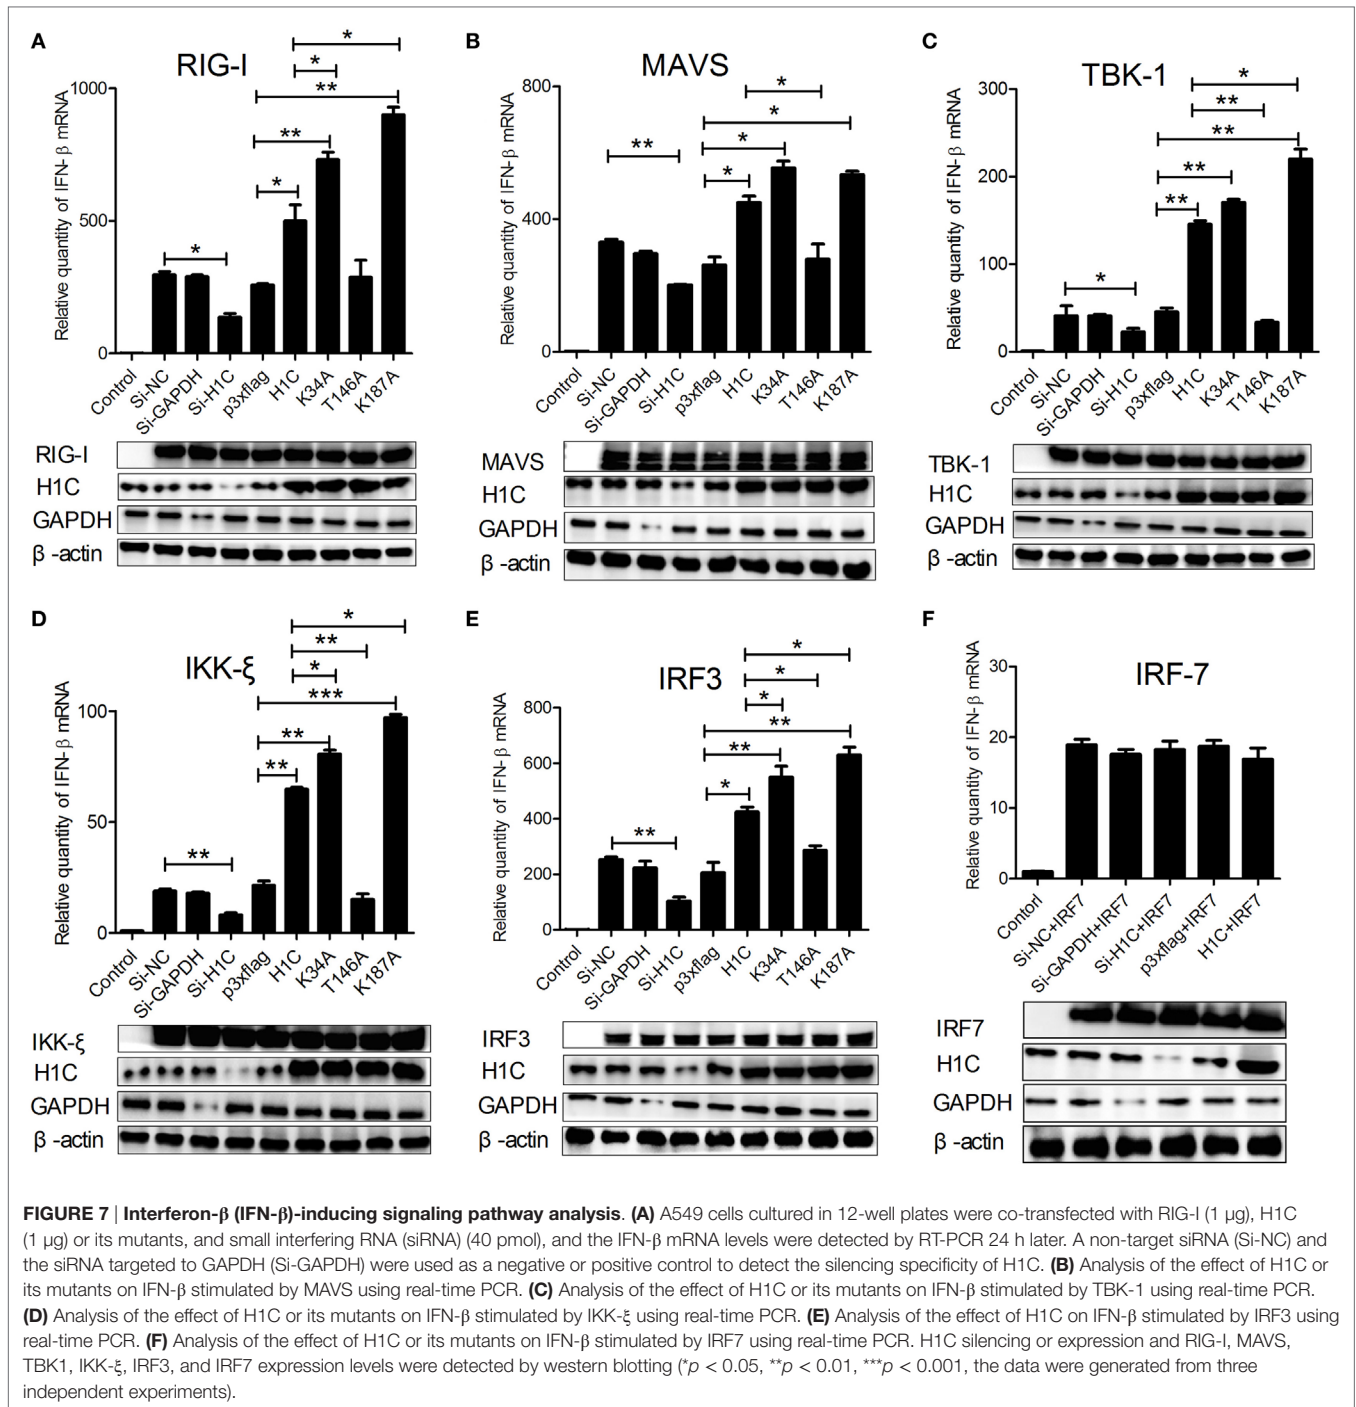 A
RIG-I
Relative quantity of IFN-β mRNA
1000
500
0
*
*
**
**
*
*
Control
Si-NC
Si-GAPDH
Si-H1C
p3xflag
H1C
K34A
T146A
K187A
RIG-I
H1C
GAPDH
β -actin
B
MAVS
Relative quantity of IFN-β mRNA
800
400
0
*
*
*
**
*
Control
Si-NC
Si-GAPDH
Si-H1C
p3xflag
H1C
K34A
T146A
K187A
MAVS
H1C
GAPDH
β -actin
C
TBK-1
Relative quantity of IFN-β mRNA
300
200
100
0
*
**
**
**
**
*
Control
Si-NC
Si-GAPDH
Si-H1C
p3xflag
H1C
K34A
T146A
K187A
TBK-1
H1C
GAPDH
β -actin
D
IKK-ξ
Relative quantity of IFN-β mRNA
100
50
0
*
**
*
***
**
**
**
Control
Si-NC
Si-GAPDH
Si-H1C
p3xflag
H1C
K34A
T146A
K187A
IKK-ξ
H1C
GAPDH
β -actin
E
IRF3
Relative quantity of IFN-β mRNA
800
600
400
200
0
*
*
*
**
**
*
**
Control
Si-NC
Si-GAPDH
Si-H1C
p3xflag
H1C
K34A
T146A
K187A
IRF3
H1C
GAPDH
β -actin
F
IRF-7
Relative quantity of IFN-β mRNA
30
20
10
0
Contorl
Si-NC+IRF7
Si-GAPDH+IRF7
Si-H1C+IRF7
p3xflag+IRF7
H1C+IRF7
IRF7
H1C
GAPDH
β -actin
FIGURE 7 | Interferon-β (IFN-β)-inducing signaling pathway analysis. (A) A549 cells cultured in 12-well plates were co-transfected with RIG-I (1 μg), H1C
(1 μg) or its mutants, and small interfering RNA (siRNA) (40 pmol), and the IFN-β mRNA levels were detected by RT-PCR 24 h later. A non-target siRNA (Si-NC) and
the siRNA targeted to GAPDH (Si-GAPDH) were used as a negative or positive control to detect the silencing specificity of H1C. (B) Analysis of the effect of H1C or
its mutants on IFN-β stimulated by MAVS using real-time PCR. (C) Analysis of the effect of H1C or its mutants on IFN-β stimulated by TBK-1 using real-time PCR.
(D) Analysis of the effect of H1C or its mutants on IFN-β stimulated by IKK-ξ using real-time PCR. (E) Analysis of the effect of H1C on IFN-β stimulated by IRF3 using
real-time PCR. (F) Analysis of the effect of H1C or its mutants on IFN-β stimulated by IRF7 using real-time PCR. H1C silencing or expression and RIG-I, MAVS,
TBK1, IKK-ξ, IRF3, and IRF7 expression levels were detected by western blotting (*p < 0.05, **p < 0.01, ***p < 0.001, the data were generated from three
independent experiments).